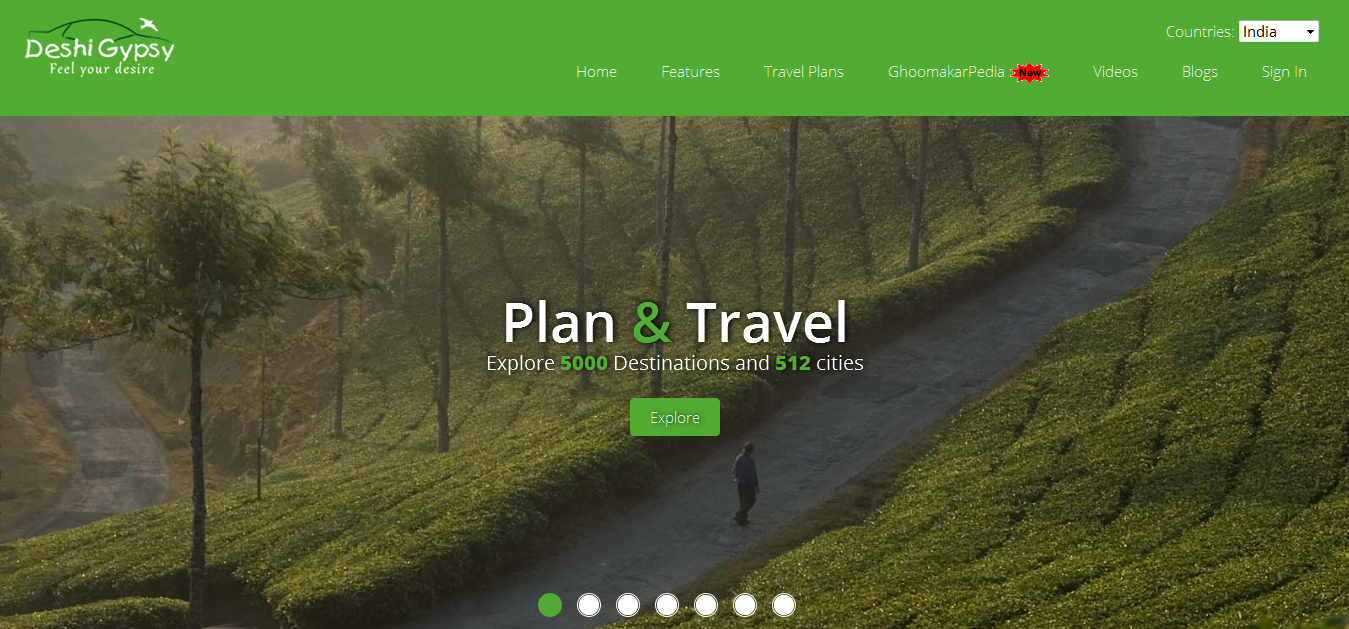 Deshi Gypsy
Feel your desire
Countries: India
Home Features Travel Plans GhoomakarPedia New Videos Blogs Sign In
Plan & Travel
Explore 5000 Destinations and 512 cities
Explore